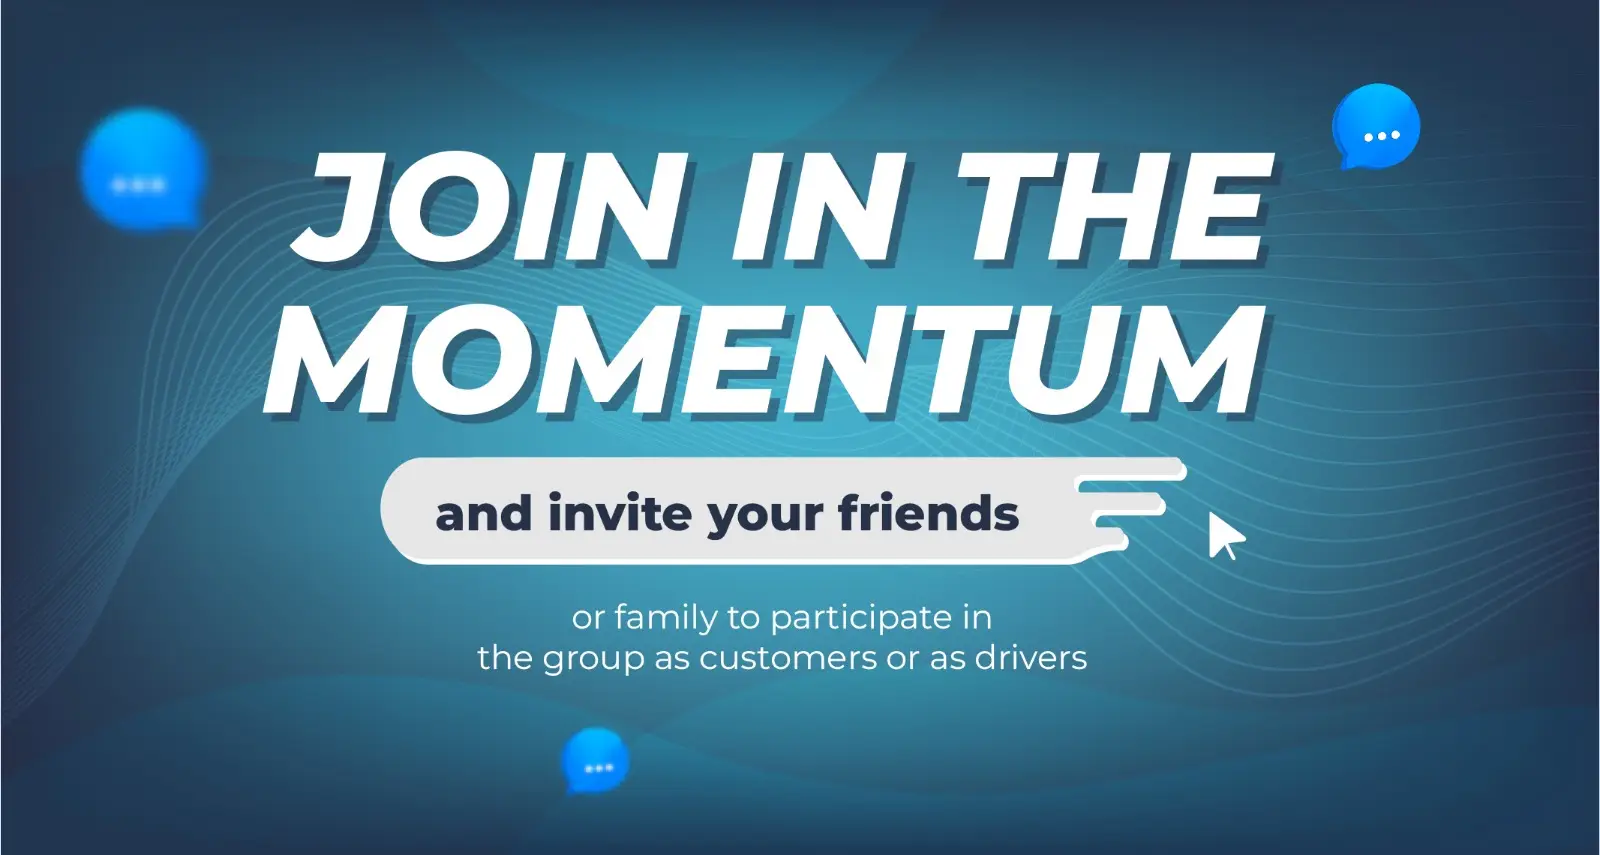 JOIN IN THE
MOMENTUM
and invite your friends
or family to participate in
the group as customers or as drivers